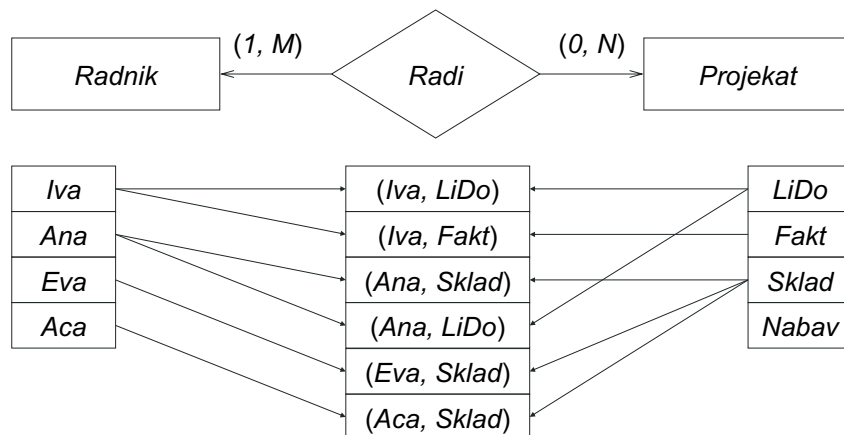 (1, M)
(0, N)
Radnik
Radi
Projekat
Iva
(Iva, LiDo)
LiDo
Ana
(Iva, Fakt)
Fakt
Eva
(Ana, Sklad)
Sklad
Aca
(Ana, LiDo)
Nabav
(Eva, Sklad)
(Aca, Sklad)